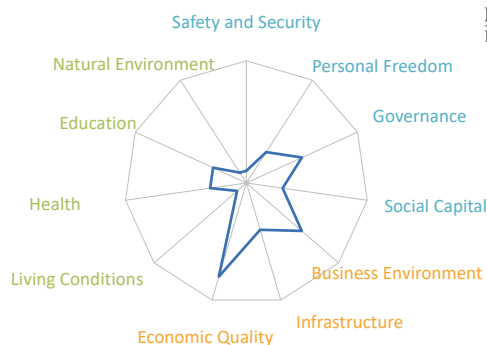 Safety and Security
Natural Environment
Personal Freedom
Education
Governance
Health
Social Capital
Living Conditions
Business Environment
Economic Quality
Infrastructure